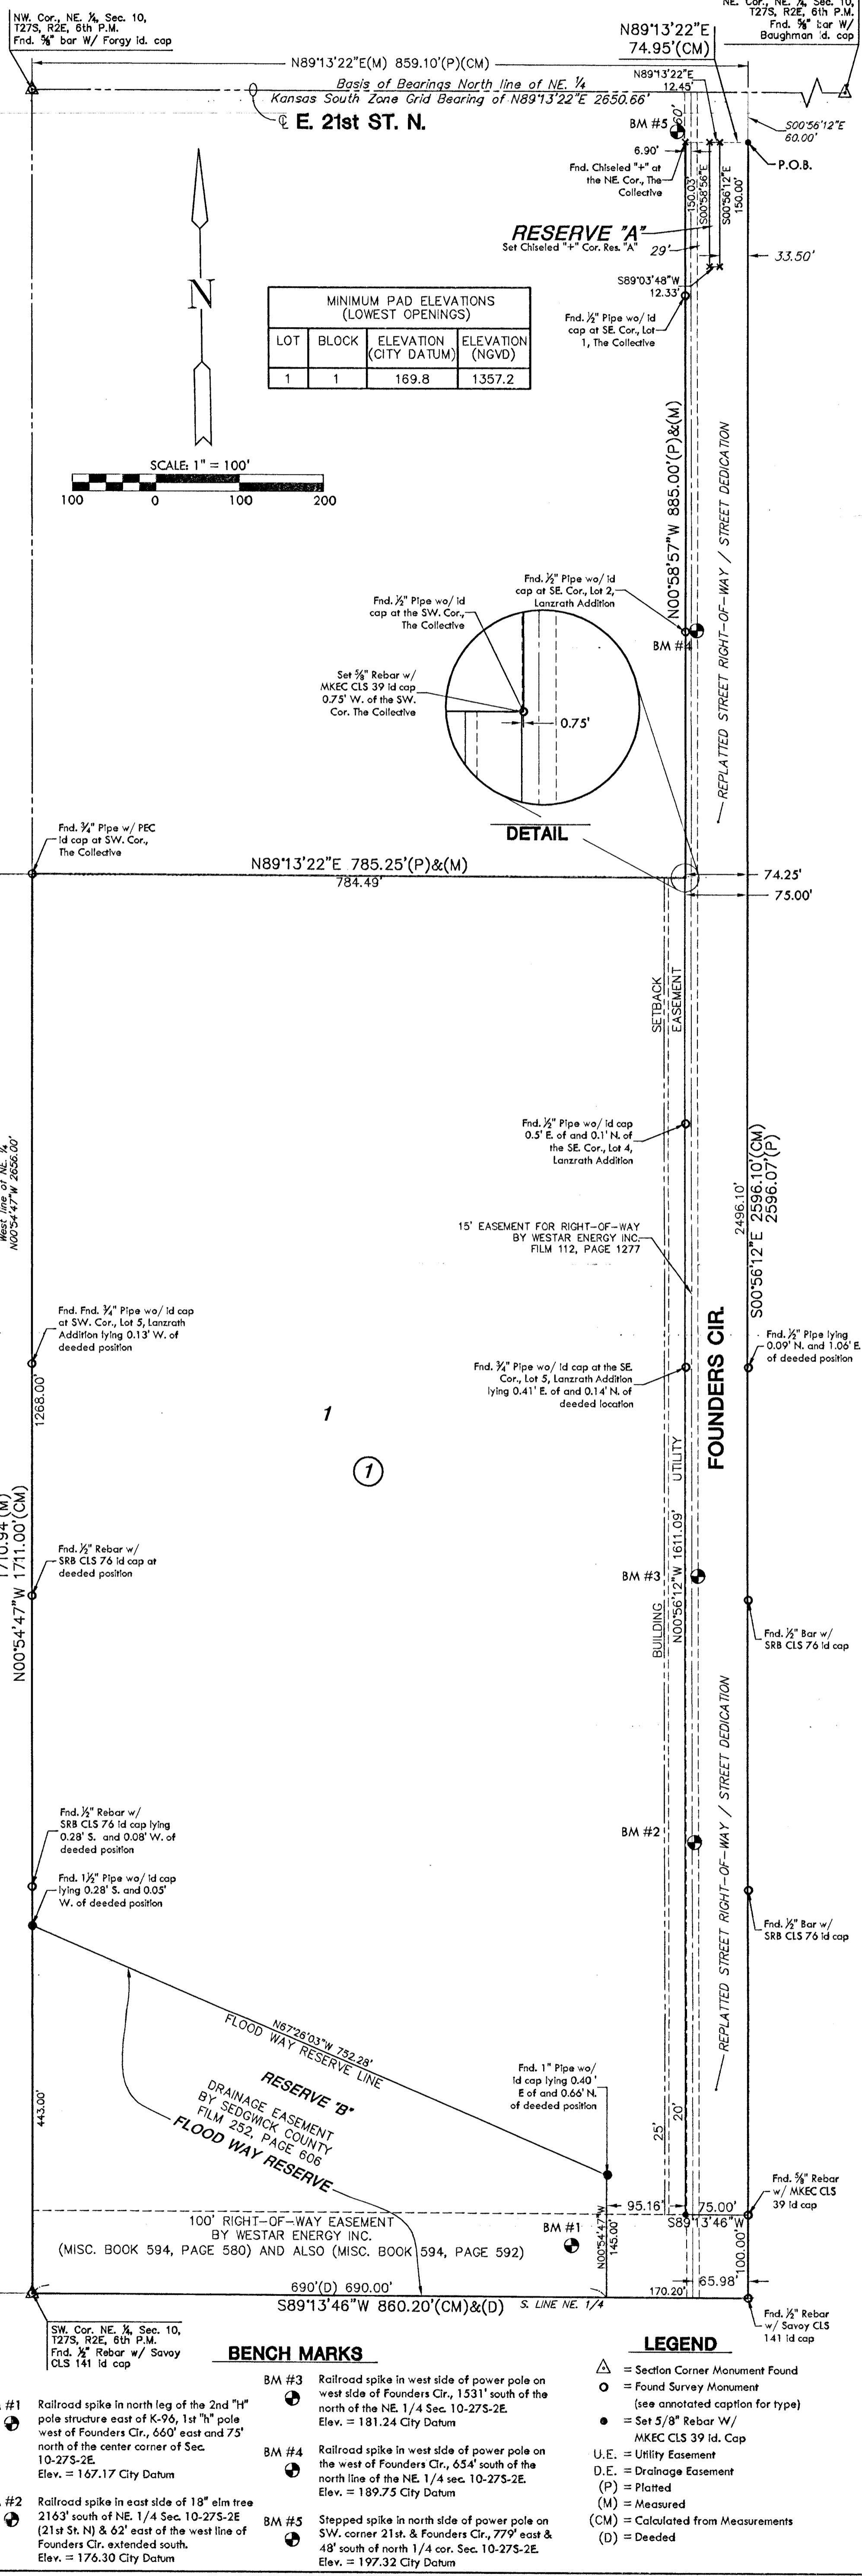 NW. Cor., NE. ¼, Sec. 10,
T27S, R2E, 6th P.M.
Fnd. ⅝" bar W/ Forgy id. cap
NE. Cor., NE. ¼, Sec. 10,
T27S, R2E, 6th P.M.
Fnd. ⅝" bar W/
Baughman id. cap
N89°13'22"E
74.95'(CM)
N89°13'22"E(M) 859.10'(P)(CM)
N89°13'22"E
12.45'
Basis of Bearings North line of NE. ¼
Kansas South Zone Grid Bearing of N89°13'22"E 2650.66'
℄ E. 21st ST. N.
BM #5
60'
S00°56'12"E
60.00'
P.O.B.
6.90'
Fnd. Chiseled "+" at
the NE. Cor., The
Collective
150.03'
S00°58'56"E
S00°56'12"E
150.00'
RESERVE "A"
Set Chiseled "+" Cor. Res. "A"
29'
33.50'
S89°03'48"W
12.33'
N
MINIMUM PAD ELEVATIONS
(LOWEST OPENINGS)
LOT BLOCK ELEVATION (CITY DATUM) ELEVATION (NGVD)
1 1 169.8 1357.2
Fnd. ½" Pipe wo/ id
cap at SE. Cor., Lot
1, The Collective
SCALE: 1" = 100'
100 0 100 200
N00°58'57"W 885.00'(P)&(M)
REPLATTED STREET RIGHT-OF-WAY / STREET DEDICATION
Fnd. ½" Pipe wo/ id
cap at SE. Cor., Lot 2,
Lanzrath Addition
BM #4
Fnd. ½" Pipe wo/ id
cap at the SW. Cor.,
The Collective
Set ⅝" Rebar w/
MKEC CLS 39 id cap
0.75' W. of the SW.
Cor. The Collective
0.75'
DETAIL
Fnd. ¾" Pipe w/ PEC
id cap at SW. Cor.,
The Collective
N89°13'22"E 785.25'(P)&(M)
784.49'
74.25'
75.00'
SETBACK
EASEMENT
Fnd. ½" Pipe wo/ id cap
0.5' E. of and 0.1' N. of
the SE. Cor., Lot 4,
Lanzrath Addition
West line of NE. ¼
N00°54'47"W 2656.00'
15' EASEMENT FOR RIGHT-OF-WAY
BY WESTAR ENERGY INC.
FILM 112, PAGE 1277
2496.10'
S00°56'12"E 2596.10'(CM)
2596.07'(P)
Fnd. Fnd. ¾" Pipe wo/ id cap
at SW. Cor., Lot 5, Lanzrath
Addition lying 0.13' W. of
deeded position
1268.00'
Fnd. ¾" Pipe wo/ id cap at the SE.
Cor., Lot 5, Lanzrath Addition
lying 0.41' E. of and 0.14' N. of
deeded location
FOUNDERS CIR.
Fnd. ½" Pipe lying
0.09' N. and 1.06' E.
of deeded position
1
1
UTILITY
N00°56'12"W 1611.09'
1710.94'(M)
N00°54'47"W 1711.00'(CM)
Fnd. ½" Rebar w/
SRB CLS 76 id cap at
deeded position
BM #3
BUILDING
Fnd. ½" Bar w/
SRB CLS 76 id cap
REPLATTED STREET RIGHT-OF-WAY / STREET DEDICATION
BM #2
Fnd. ½" Rebar w/
SRB CLS 76 id cap lying
0.28' S. and 0.08' W. of
deeded position
Fnd. 1½" Pipe wo/ id cap
lying 0.28' S. and 0.05'
W. of deeded position
Fnd. ½" Bar w/
SRB CLS 76 id cap
N67°26'03"W 752.28'
FLOOD WAY RESERVE LINE
RESERVE "B"
DRAINAGE EASEMENT
BY SEDGWICK COUNTY
FILM 252, PAGE 606
FLOOD WAY RESERVE
443.00'
Fnd. 1" Pipe wo/
id cap lying 0.40'
E of and 0.66' N.
of deeded position
25'
20'
Fnd. ⅝" Rebar
w/ MKEC CLS
39 id cap
95.16'
75.00'
S89°13'46"W
100' RIGHT-OF-WAY EASEMENT
BY WESTAR ENERGY INC.
(MISC. BOOK 594, PAGE 580) AND ALSO (MISC. BOOK 594, PAGE 592)
BM #1
N00°54'47"W
145.00'
100.00'
690'(D) 690.00'
170.20'
65.98'
S89°13'46"W 860.20'(CM)&(D)
S. LINE NE. 1/4
SW. Cor. NE. ¼, Sec. 10,
T27S, R2E, 6th P.M.
Fnd. ½" Rebar w/ Savoy
CLS 141 id cap
Fnd. ½" Rebar
w/ Savoy CLS
141 id cap
BENCH MARKS
#1 Railroad spike in north leg of the 2nd "H"
pole structure east of K-96, 1st "h" pole
west of Founders Cir., 660' east and 75'
north of the center corner of Sec.
10-27S-2E.
Elev. = 167.17 City Datum
#2 Railroad spike in east side of 18" elm tree
2163' south of NE. 1/4 Sec. 10-27S-2E
(21st St. N) & 62' east of the west line of
Founders Cir. extended south.
Elev. = 176.30 City Datum
BM #3 Railroad spike in west side of power pole on
west side of Founders Cir., 1531' south of the
north of the NE. 1/4 Sec. 10-27S-2E.
Elev. = 181.24 City Datum
BM #4 Railroad spike in west side of power pole on
the west of Founders Cir., 654' south of the
north line of the NE. 1/4 sec. 10-27S-2E.
Elev. = 189.75 City Datum
BM #5 Stepped spike in north side of power pole on
SW. corner 21st. & Founders Cir., 779' east &
48' south of north 1/4 cor. Sec. 10-27S-2E.
Elev. = 197.32 City Datum
LEGEND
= Section Corner Monument Found
= Found Survey Monument
(see annotated caption for type)
= Set 5/8" Rebar W/
MKEC CLS 39 id. Cap
U.E. = Utility Easement
D.E. = Drainage Easement
(P) = Platted
(M) = Measured
(CM) = Calculated from Measurements
(D) = Deeded